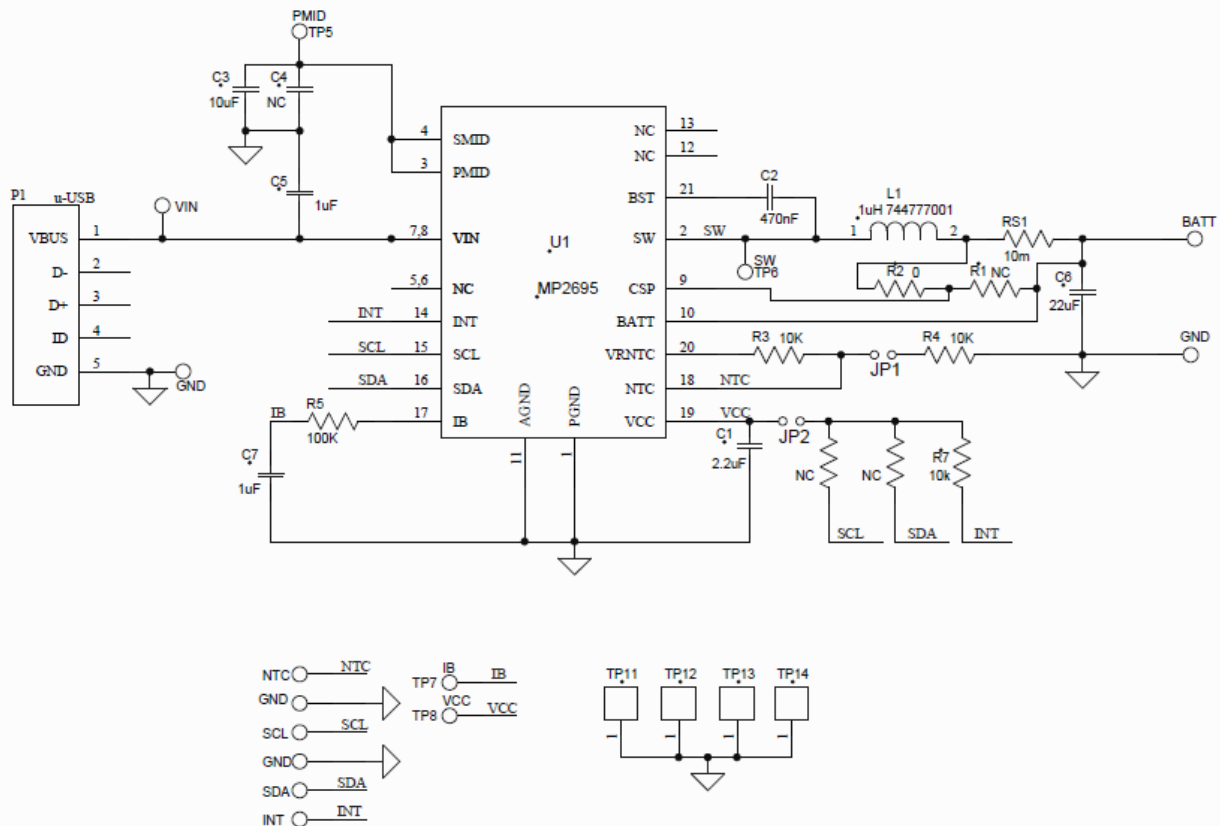 PMID
TP5
C3
10uF
C4
NC
4 SMID
3 PMID
NC 13
NC 12
P1 u-USB
VIN
C5
1uF
BST 21
C2
470nF
L1
1uH 744777001
VBUS 1
7,8 VIN
U1
SW 2 SW
1 2
RS1
10m
BATT
D- 2
SW
TP6
R2 0
R1 NC
C6
22uF
5,6 NC
MP2695
CSP 9
D+ 3
INT 14 INT
BATT 10
ID 4
SCL 15 SCL
VRNTC 20
R3 10K
R4 10K
GND
JP1
GND 5
GND
SDA 16 SDA
NTC 18 NTC
IB R5
100K
17 IB
AGND
11
PGND
1
VCC 19 VCC
JP2
C1
2.2uF
C7
1uF
NC
NC
R7
10k
SCL
SDA
INT
NTC NTC
GND
SCL SCL
GND
SDA SDA
INT INT
IB
TP7 IB
VCC
TP8 VCC
TP11 TP12 TP13 TP14
1 1 1 1